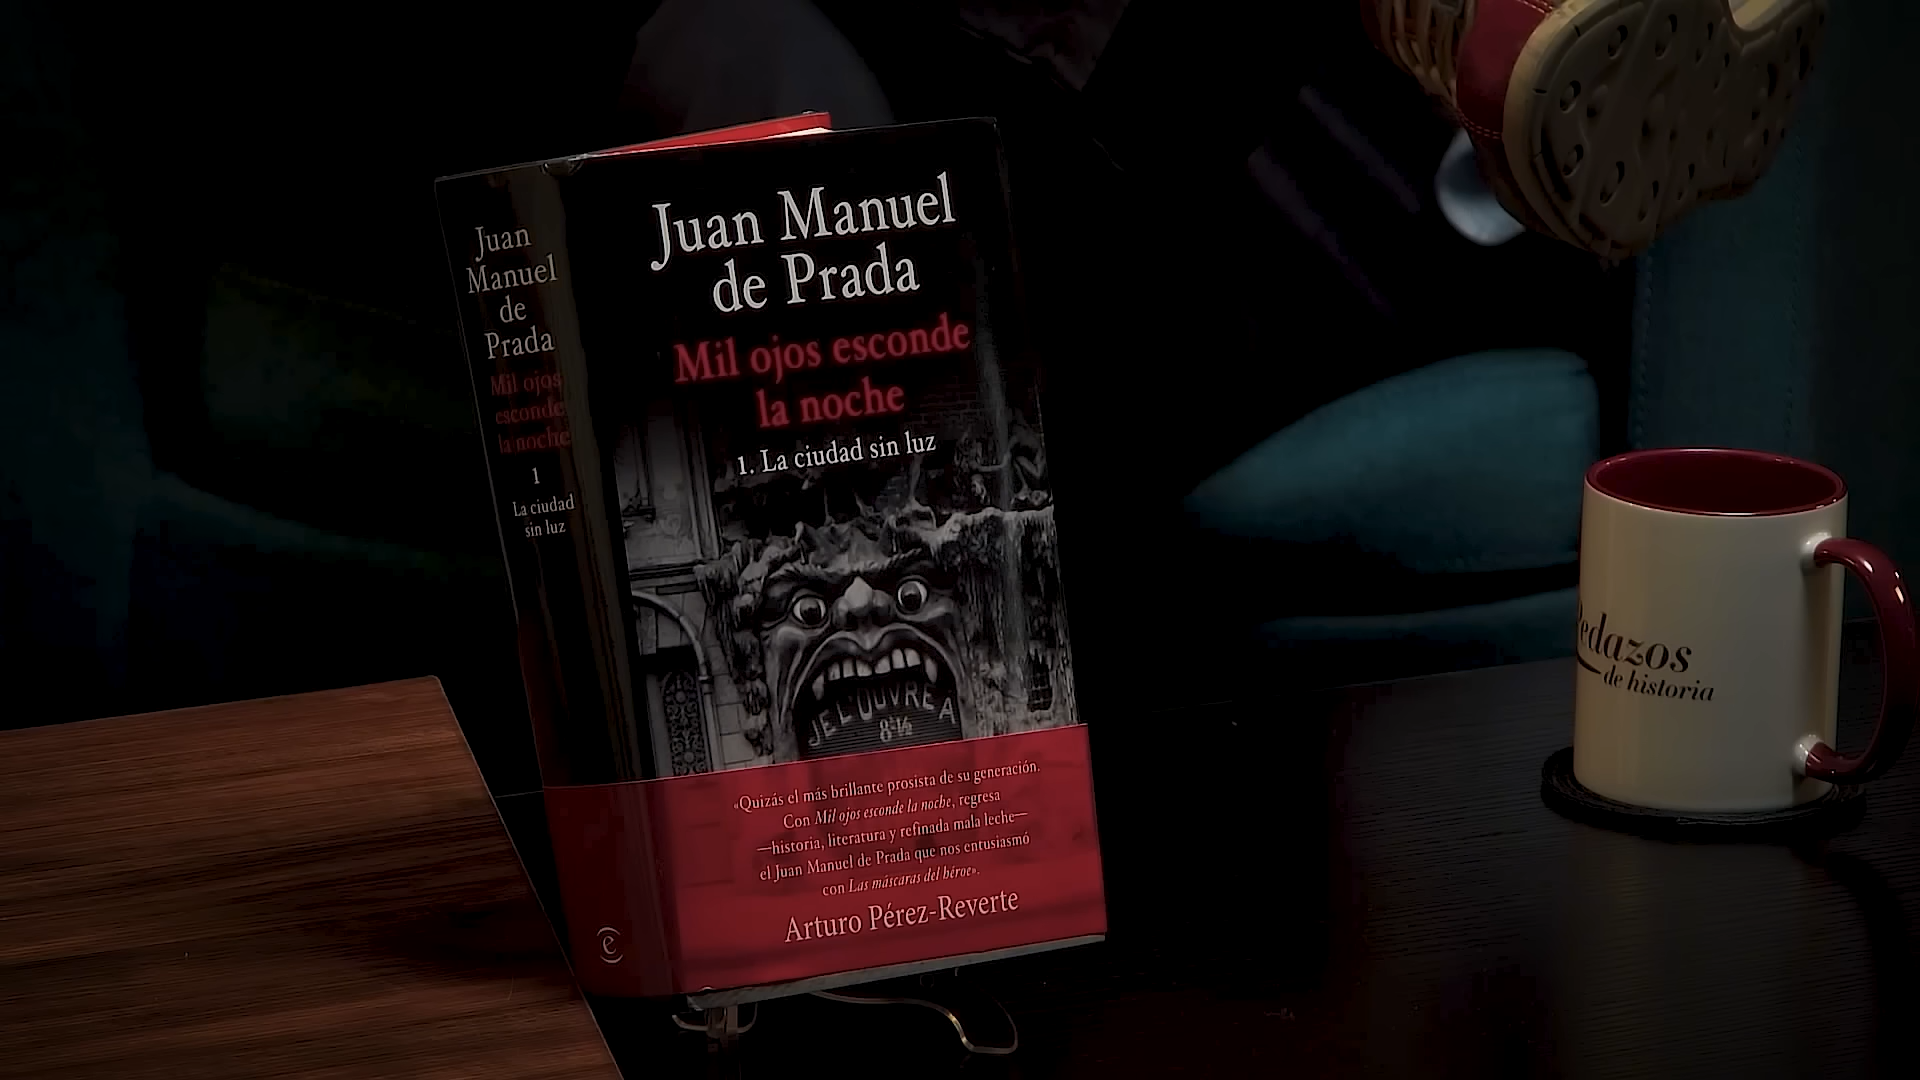 Juan
Manuel
de
Prada
Mil ojos
esconde
la noche
1
La ciudad
sin luz
e
Juan Manuel
de Prada
Mil ojos esconde
la noche
1. La ciudad sin luz
JE L'OUVRE A
8h½
«Quizás el más brillante prosista de su generación.
Con Mil ojos esconde la noche, regresa
—historia, literatura y refinada mala leche—
el Juan Manuel de Prada que nos entusiasmó
con Las máscaras del héroe».
Arturo Pérez-Reverte
Pedazos
de historia